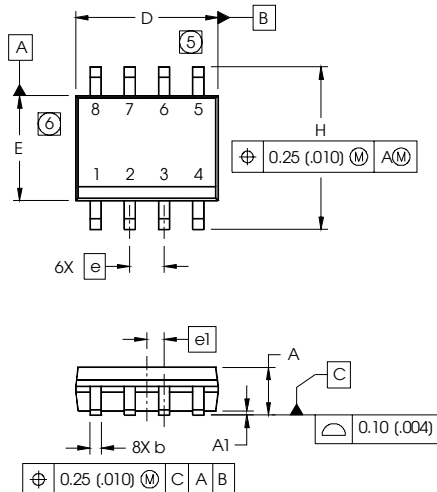 D
B
5
A
8 7 6 5
6
E
H
⌖ 0.25 (.010) Ⓜ AⓂ
1 2 3 4
6X e
e1
A
C
8X b
A1
⌓ 0.10 (.004)
⌖ 0.25 (.010) Ⓜ C A B